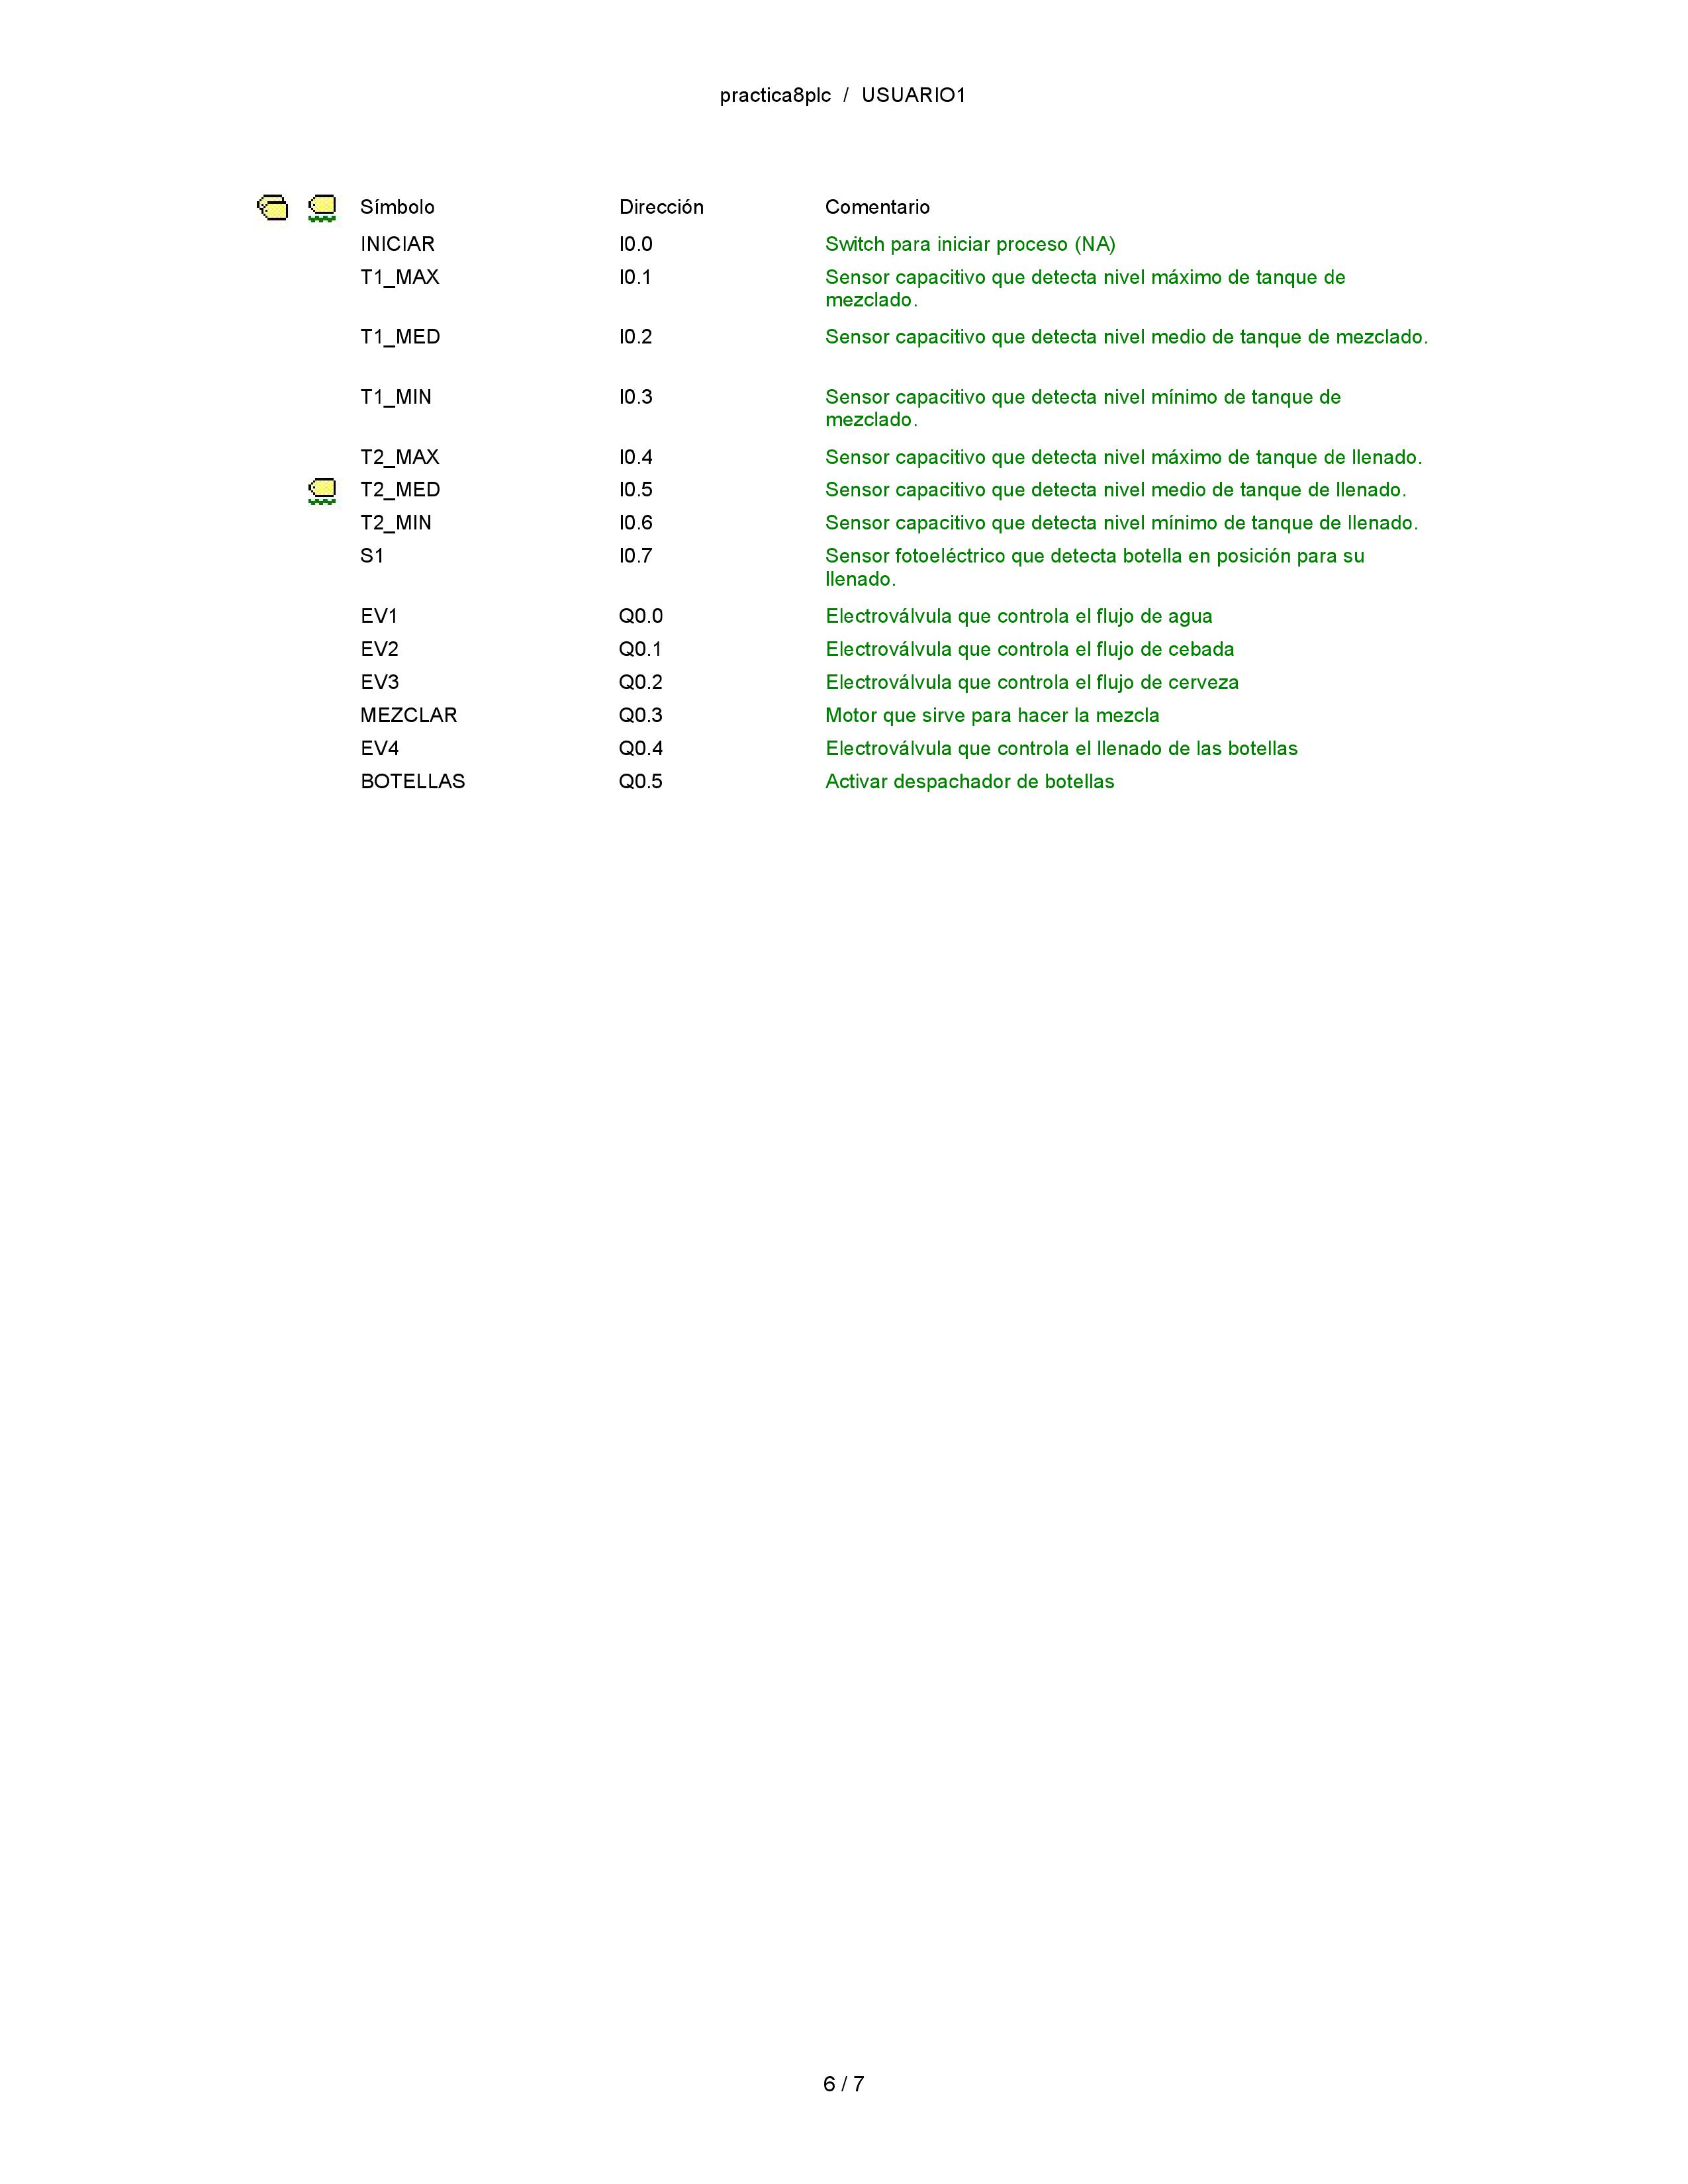 practica8plc / USUARIO1
Símbolo Dirección Comentario
INICIAR I0.0 Switch para iniciar proceso (NA)
T1_MAX I0.1 Sensor capacitivo que detecta nivel máximo de tanque de
mezclado.
T1_MED I0.2 Sensor capacitivo que detecta nivel medio de tanque de mezclado.
T1_MIN I0.3 Sensor capacitivo que detecta nivel mínimo de tanque de
mezclado.
T2_MAX I0.4 Sensor capacitivo que detecta nivel máximo de tanque de llenado.
T2_MED I0.5 Sensor capacitivo que detecta nivel medio de tanque de llenado.
T2_MIN I0.6 Sensor capacitivo que detecta nivel mínimo de tanque de llenado.
S1 I0.7 Sensor fotoeléctrico que detecta botella en posición para su
llenado.
EV1 Q0.0 Electroválvula que controla el flujo de agua
EV2 Q0.1 Electroválvula que controla el flujo de cebada
EV3 Q0.2 Electroválvula que controla el flujo de cerveza
MEZCLAR Q0.3 Motor que sirve para hacer la mezcla
EV4 Q0.4 Electroválvula que controla el llenado de las botellas
BOTELLAS Q0.5 Activar despachador de botellas
6 / 7